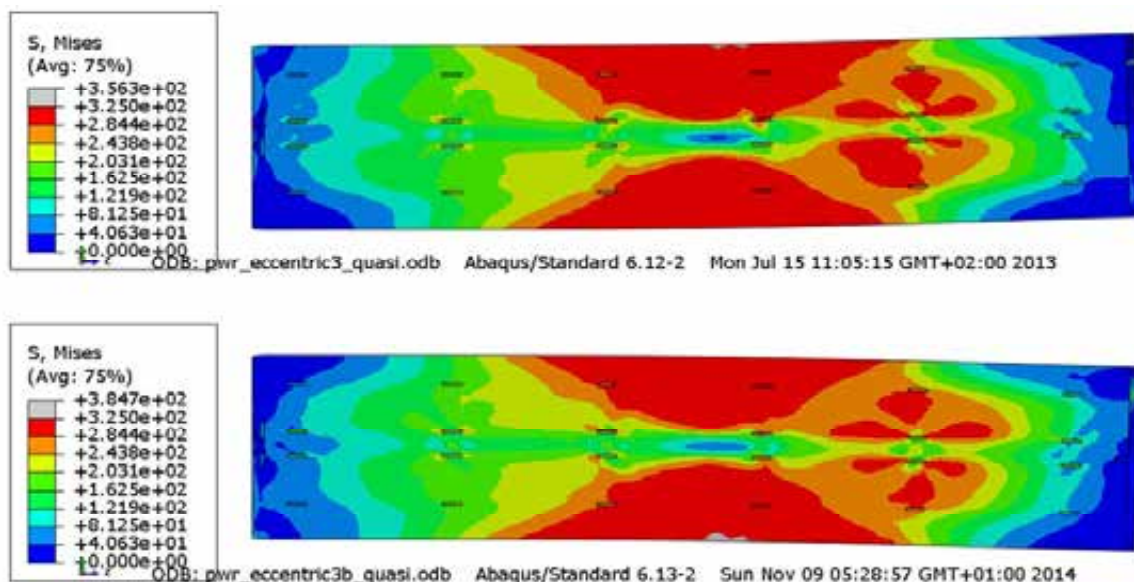 S, Mises
(Avg: 75%)
+3.563e+02
+3.250e+02
+2.844e+02
+2.438e+02
+2.031e+02
+1.625e+02
+1.219e+02
+8.125e+01
+4.063e+01
+0.000e+00
ODB: pwr_eccentric3_quasi.odb Abaqus/Standard 6.12-2 Mon Jul 15 11:05:15 GMT+02:00 2013
S, Mises
(Avg: 75%)
+3.847e+02
+3.250e+02
+2.844e+02
+2.438e+02
+2.031e+02
+1.625e+02
+1.219e+02
+8.125e+01
+4.063e+01
+0.000e+00
ODB: pwr_eccentric3b_quasi.odb Abaqus/Standard 6.13-2 Sun Nov 09 05:28:57 GMT+01:00 2014